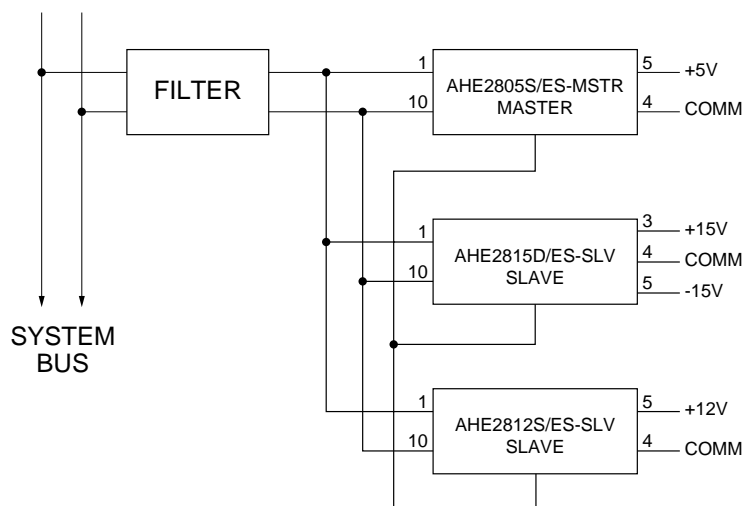 FILTER
1
10
AHE2805S/ES-MSTR
MASTER
5
+5V
4
COMM
1
10
AHE2815D/ES-SLV
SLAVE
3
+15V
4
COMM
5
-15V
SYSTEM
BUS
1
10
AHE2812S/ES-SLV
SLAVE
5
+12V
4
COMM